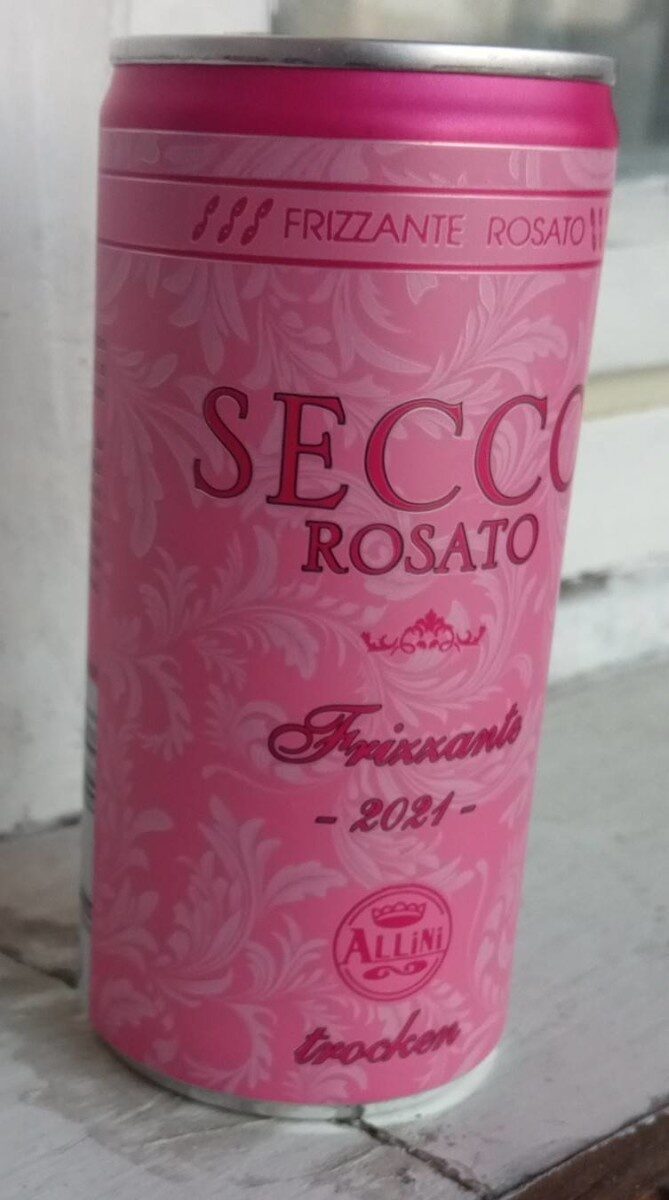 FRIZZANTE ROSATO
SECCO
ROSATO
Frizzante
- 2021 -
ALLiNi
trocken